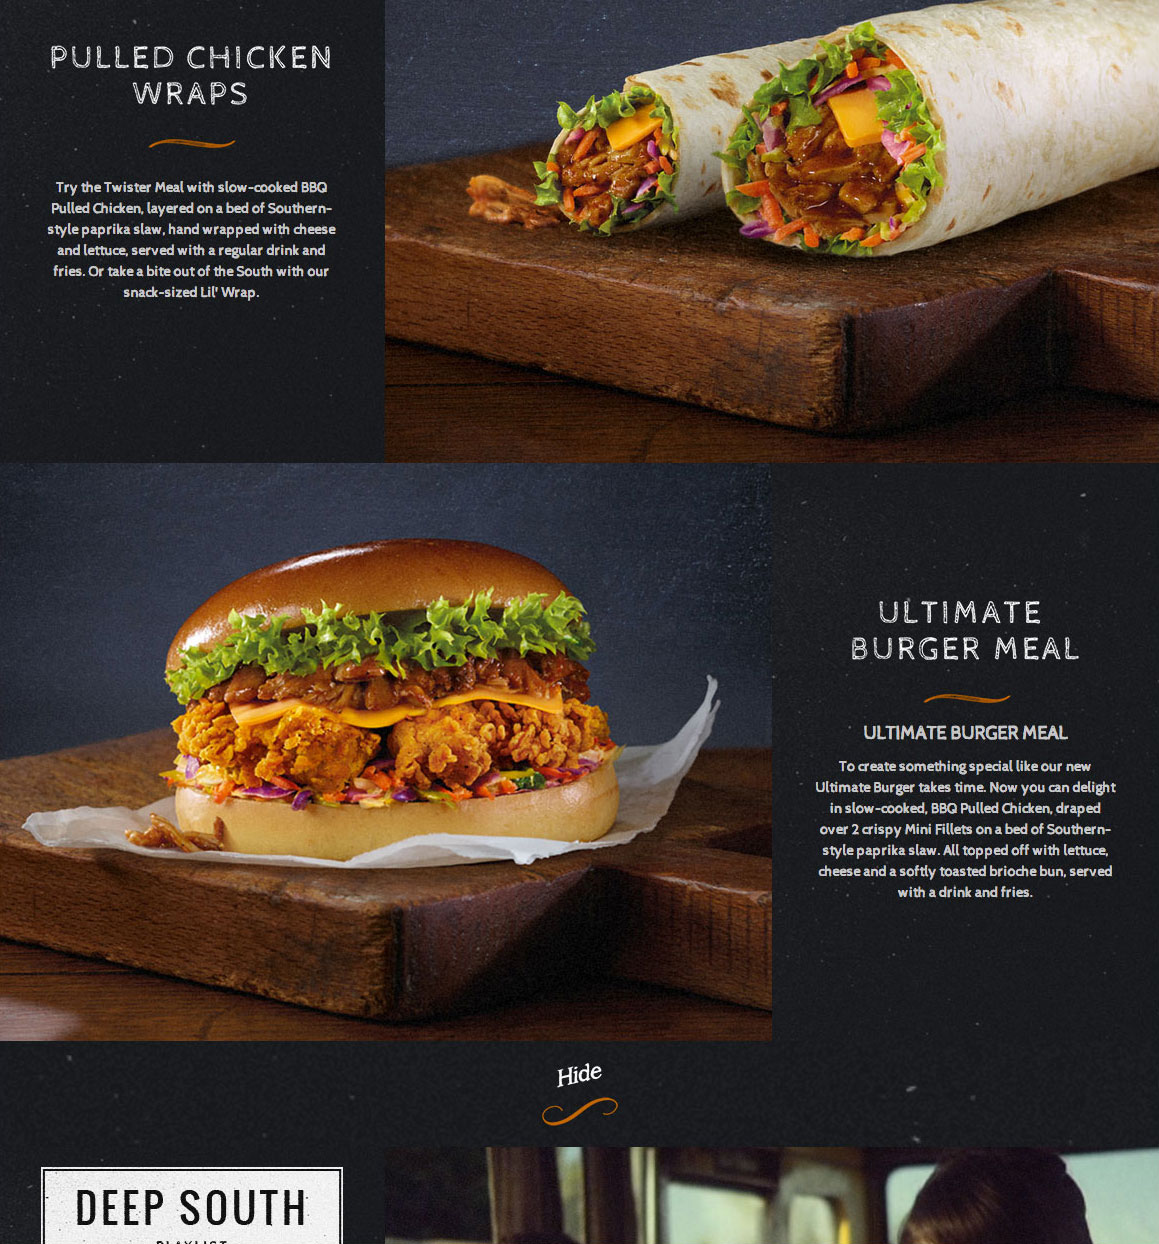 PULLED CHICKEN
WRAPS
Try the Twister Meal with slow-cooked BBQ
Pulled Chicken, layered on a bed of Southern-
style paprika slaw, hand wrapped with cheese
and lettuce, served with a regular drink and
fries. Or take a bite out of the South with our
snack-sized Lil' Wrap.
ULTIMATE
BURGER MEAL
ULTIMATE BURGER MEAL
To create something special like our new
Ultimate Burger takes time. Now you can delight
in slow-cooked, BBQ Pulled Chicken, draped
over 2 crispy Mini Fillets on a bed of Southern-
style paprika slaw. All topped off with lettuce,
cheese and a softly toasted brioche bun, served
with a drink and fries.
Hide
DEEP SOUTH
PLAYLIST